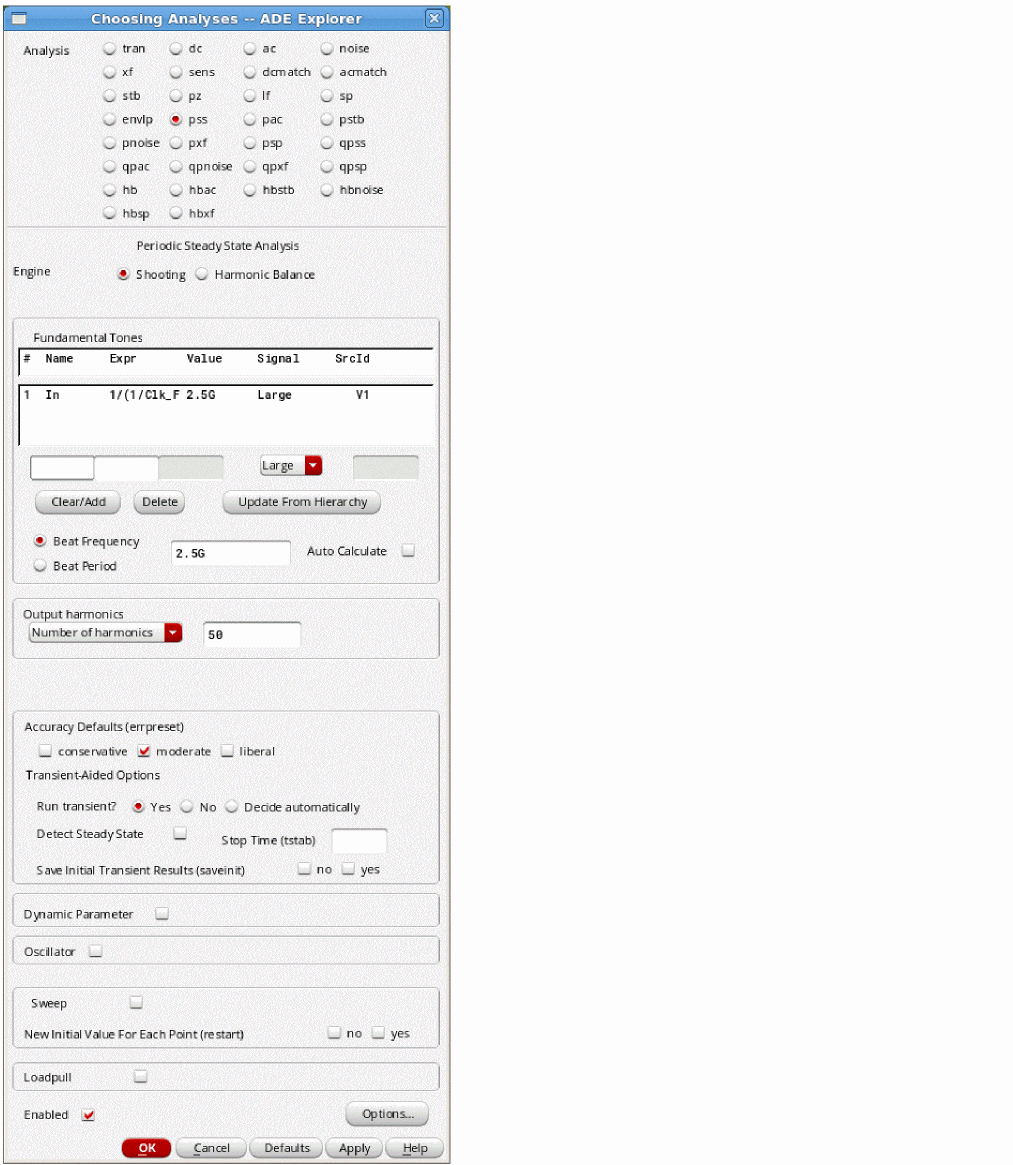 Choosing Analyses -- ADE Explorer
Analysis tran dc ac noise
xf sens dcmatch acmatch
stb pz lf sp
envlp pss pac pstb
pnoise pxf psp qpss
qpac qpnoise qpxf qpsp
hb hbac hbstb hbnoise
hbsp hbxf
Periodic Steady State Analysis
Engine Shooting Harmonic Balance
Fundamental Tones
# Name Expr Value Signal SrcId
1 In 1/(1/Clk_F 2.5G Large V1
Large
Clear/Add Delete Update From Hierarchy
Beat Frequency 2.5G Auto Calculate
Beat Period
Output harmonics
Number of harmonics 50
Accuracy Defaults (errpreset)
conservative moderate liberal
Transient-Aided Options
Run transient? Yes No Decide automatically
Detect Steady State Stop Time (tstab)
Save Initial Transient Results (saveinit) no yes
Dynamic Parameter
Oscillator
Sweep
New Initial Value For Each Point (restart) no yes
Loadpull
Enabled Options...
OK Cancel Defaults Apply Help